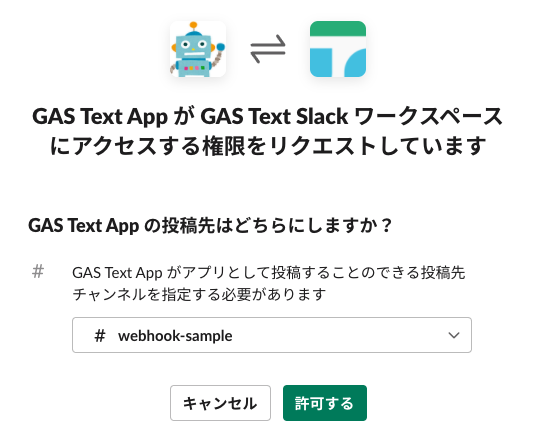 GAS Text App が GAS Text Slack ワークスペース
にアクセスする権限をリクエストしています
GAS Text App の投稿先はどちらにしますか？
# GAS Text App がアプリとして投稿することのできる投稿先
チャンネルを指定する必要があります
# webhook-sample
キャンセル 許可する